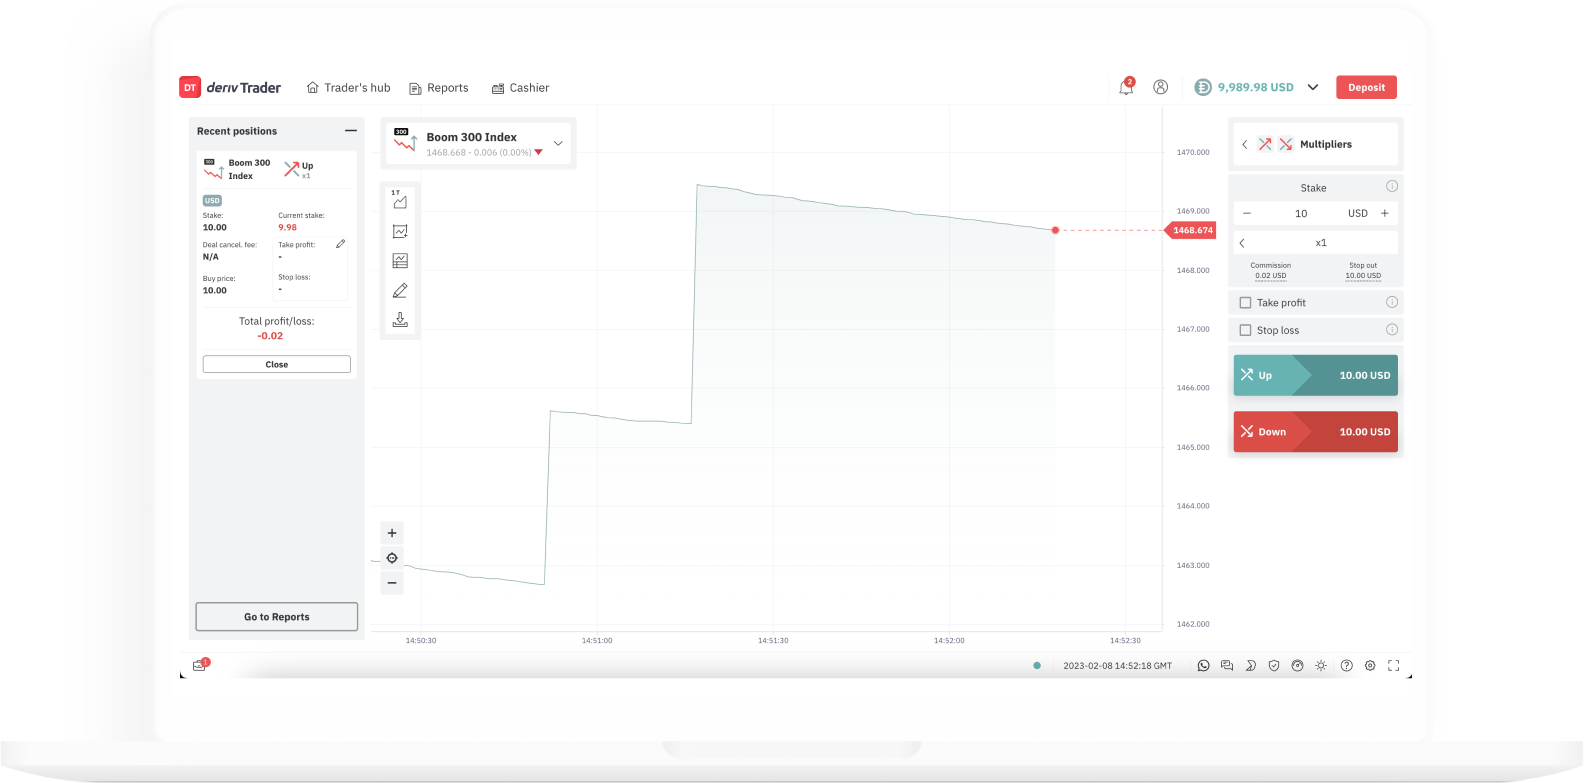 DT deriv Trader
Trader's hub
Reports
Cashier
2
9,989.98 USD
Deposit
Recent positions
300
Boom 300
Index
Up
x1
USD
Stake:
Current stake:
10.00
9.98
Deal cancel. fee:
Take profit:
N/A
-
Buy price:
Stop loss:
10.00
-
Total profit/loss:
-0.02
Close
Go to Reports
300
Boom 300 Index
1468.668 - 0.006 (0.00%)
1 T
+
−
1470.000
1469.000
1468.674
1468.000
1467.000
1466.000
1465.000
1464.000
1463.000
1462.000
14:50:30
14:51:00
14:51:30
14:52:00
14:52:30
Multipliers
Stake
− 10 USD +
x1
Commission
Stop out
0.02 USD
10.00 USD
Take profit
Stop loss
Up
10.00 USD
Down
10.00 USD
1
2023-02-08 14:52:18 GMT